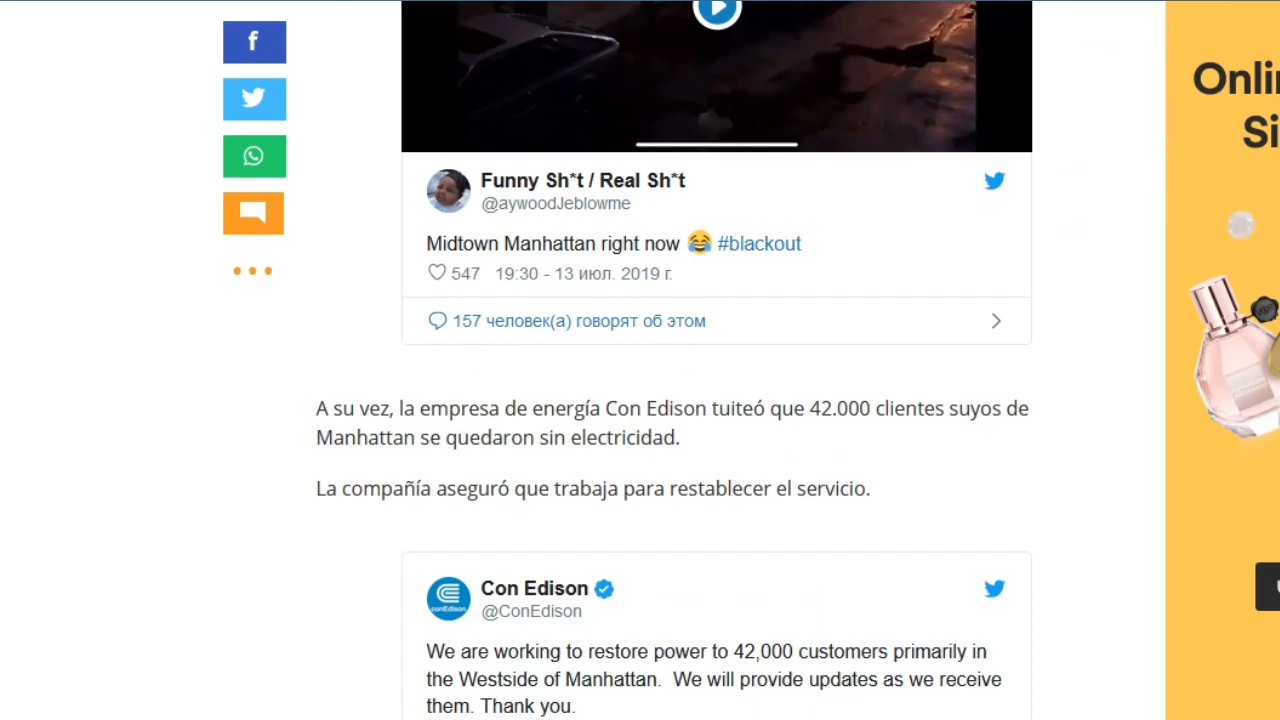 f
Onli
Si
Funny Sh*t / Real Sh*t
@aywoodJeblowme
Midtown Manhattan right now 😂 #blackout
547 19:30 - 13 июл. 2019 г.
157 человек(а) говорят об этом
A su vez, la empresa de energía Con Edison tuiteó que 42.000 clientes suyos de
Manhattan se quedaron sin electricidad.
La compañía aseguró que trabaja para restablecer el servicio.
conEdison
Con Edison
@ConEdison
We are working to restore power to 42,000 customers primarily in
the Westside of Manhattan. We will provide updates as we receive
them. Thank you.